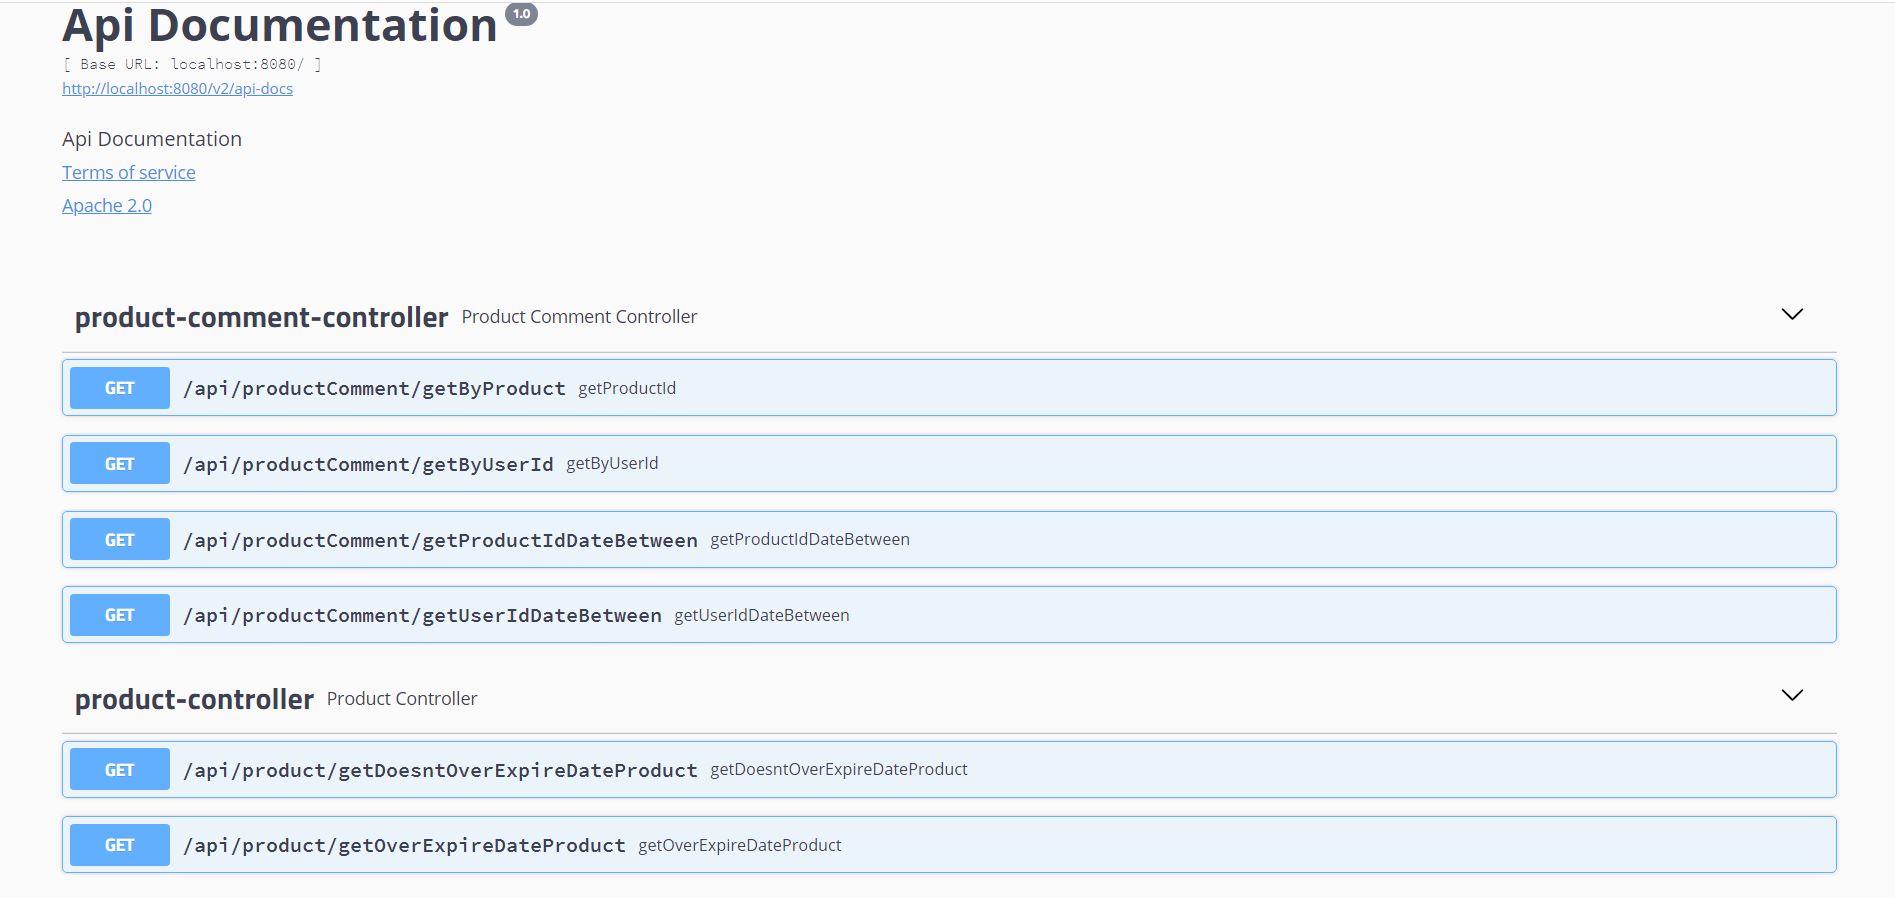 Api Documentation 1.0
[ Base URL: localhost:8080/ ]
http://localhost:8080/v2/api-docs
Api Documentation
Terms of service
Apache 2.0
product-comment-controller Product Comment Controller
GET /api/productComment/getByProduct getProductId
GET /api/productComment/getByUserId getByUserId
GET /api/productComment/getProductIdDateBetween getProductIdDateBetween
GET /api/productComment/getUserIdDateBetween getUserIdDateBetween
product-controller Product Controller
GET /api/product/getDoesntOverExpireDateProduct getDoesntOverExpireDateProduct
GET /api/product/getOverExpireDateProduct getOverExpireDateProduct